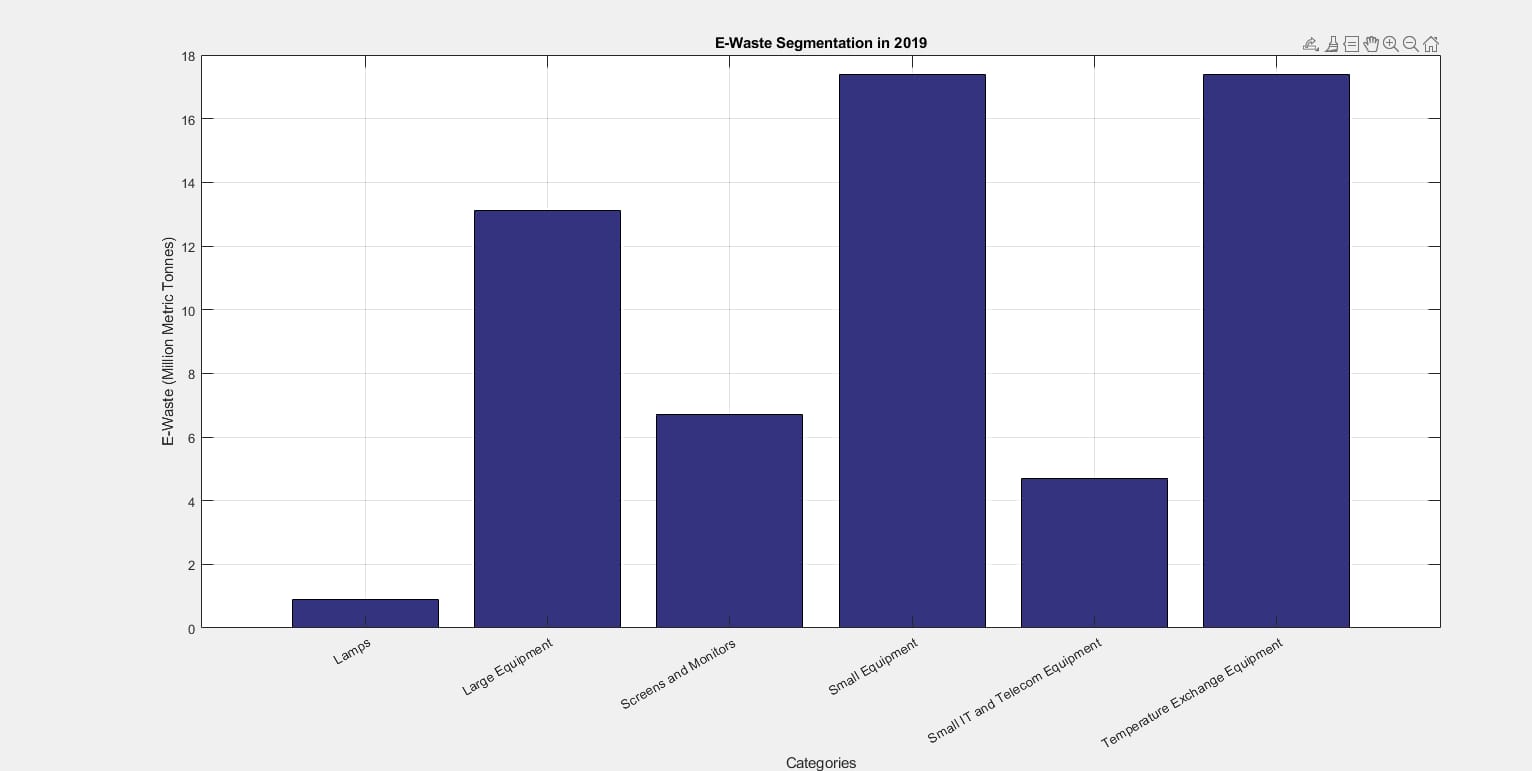 E-Waste Segmentation in 2019
18
16
14
12
10
8
6
4
2
0
E-Waste (Million Metric Tonnes)
Lamps
Large Equipment
Screens and Monitors
Small Equipment
Small IT and Telecom Equipment
Temperature Exchange Equipment
Categories